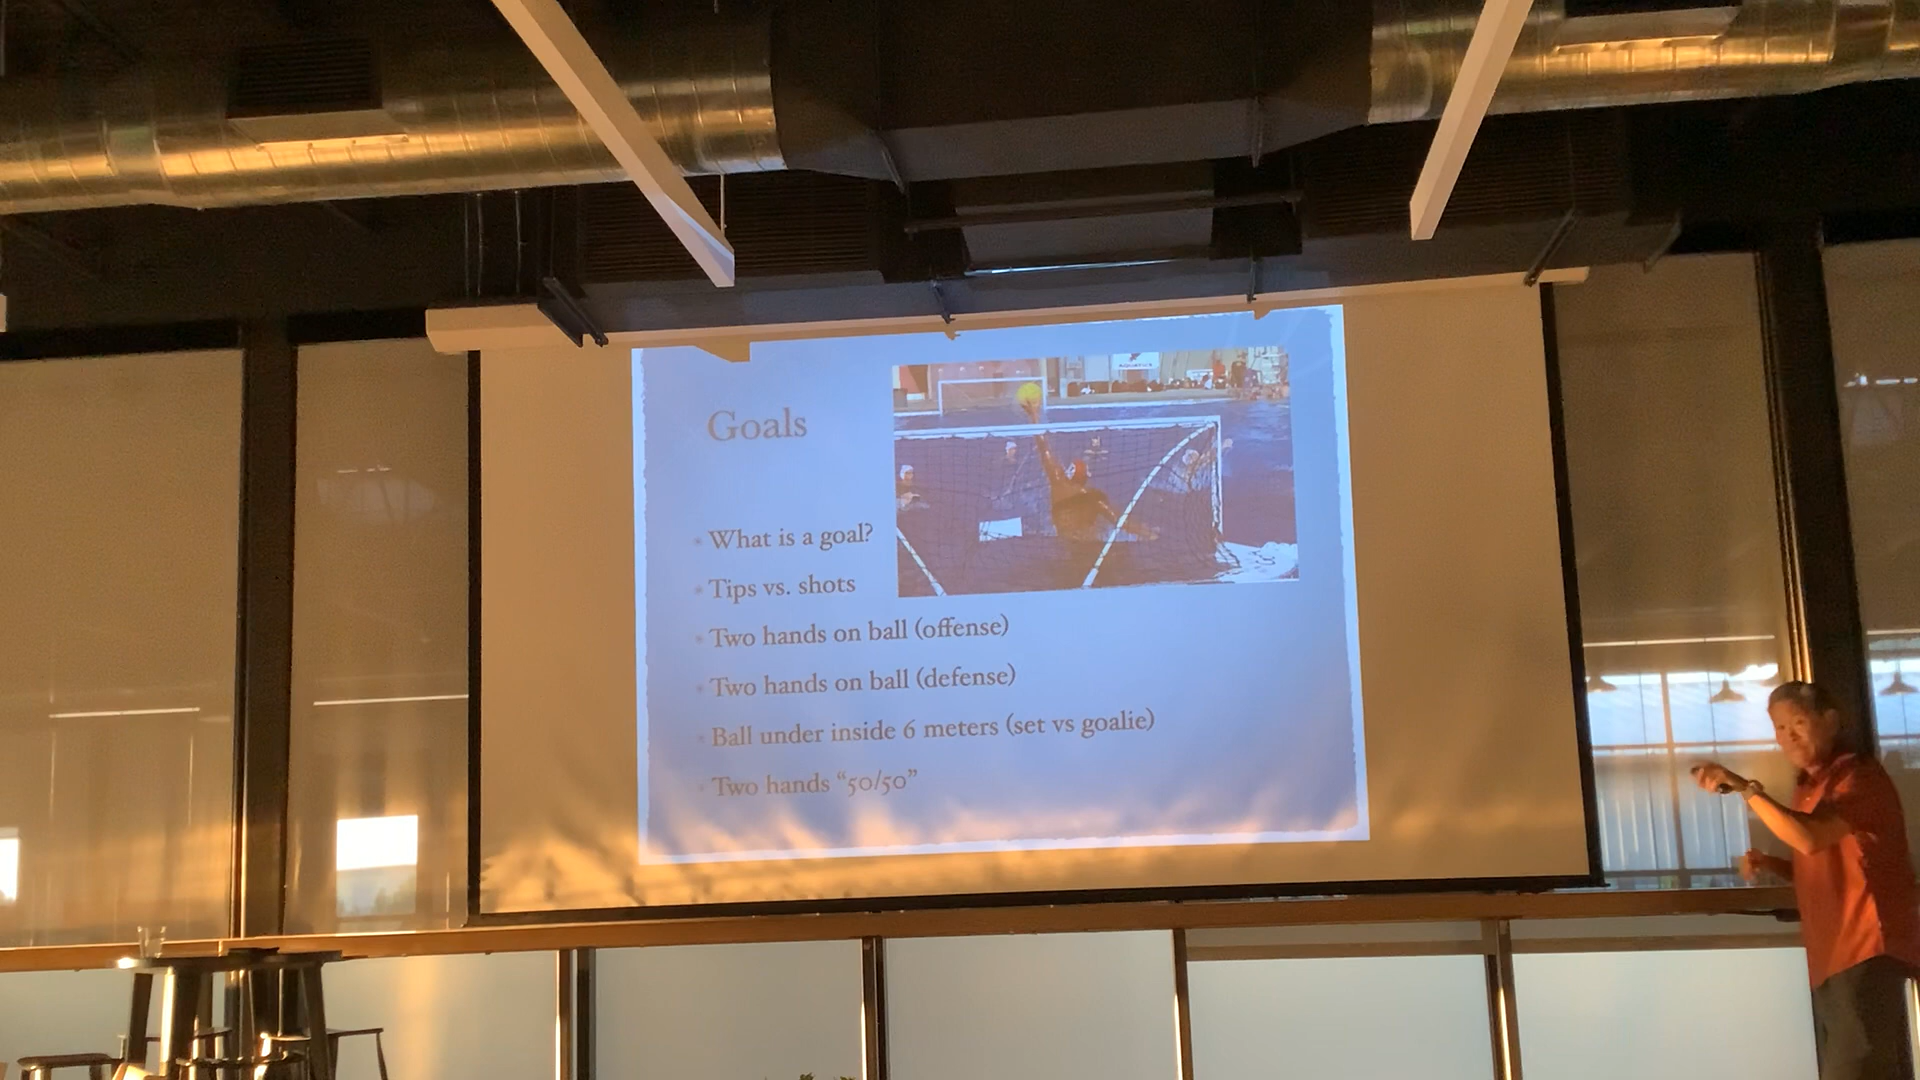 AQUATICS
Goals
What is a goal?
Tips vs. shots
Two hands on ball (offense)
Two hands on ball (defense)
Ball under inside 6 meters (set vs goalie)
Two hands “50/50”